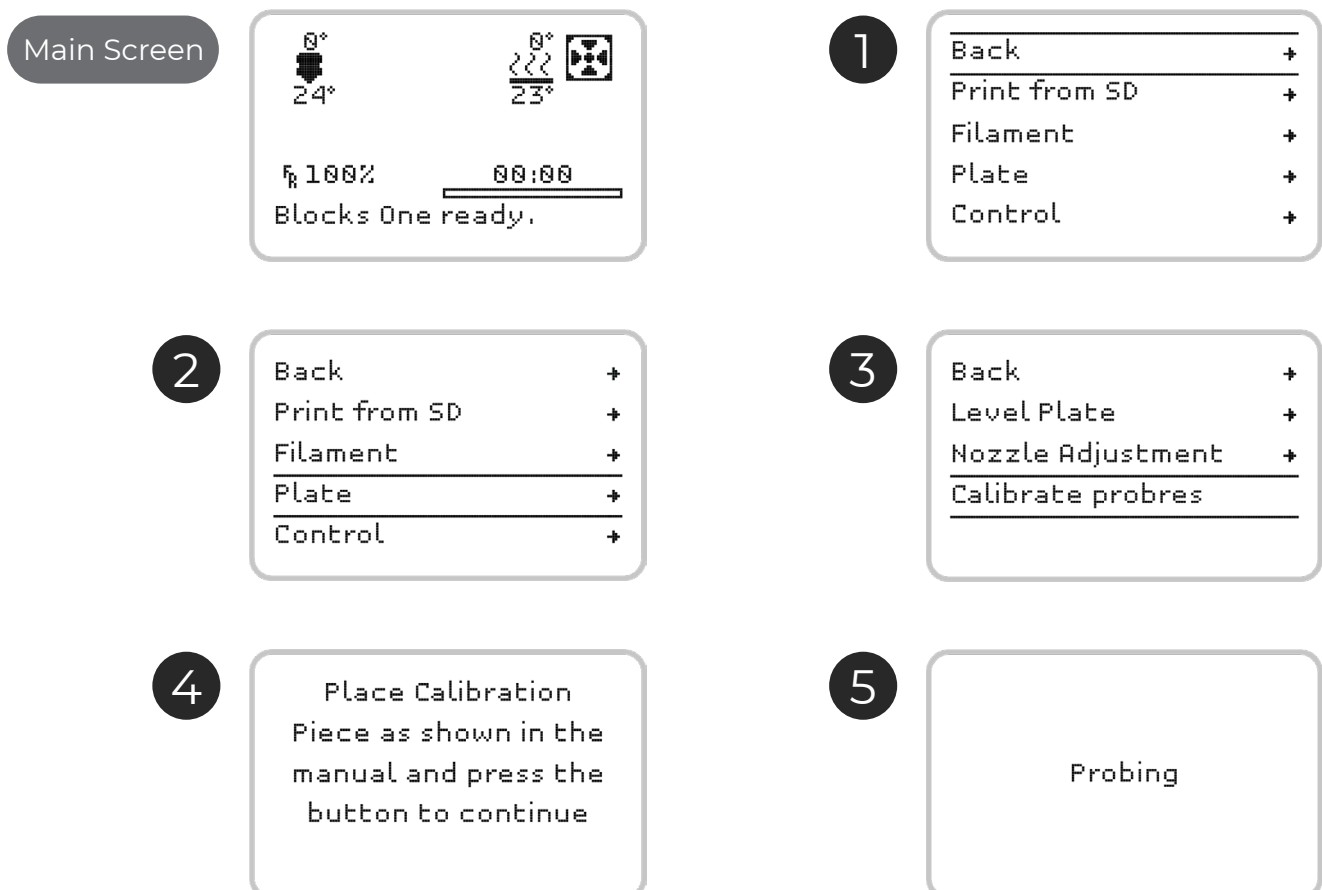 Main Screen
0° 0°
24° 23°
FR 100% 00:00
Blocks One ready.
1
Back
Print from SD
Filament
Plate
Control
2
Back
Print from SD
Filament
Plate
Control
3
Back
Level Plate
Nozzle Adjustment
Calibrate probres
4
Place Calibration
Piece as shown in the
manual and press the
button to continue
5
Probing